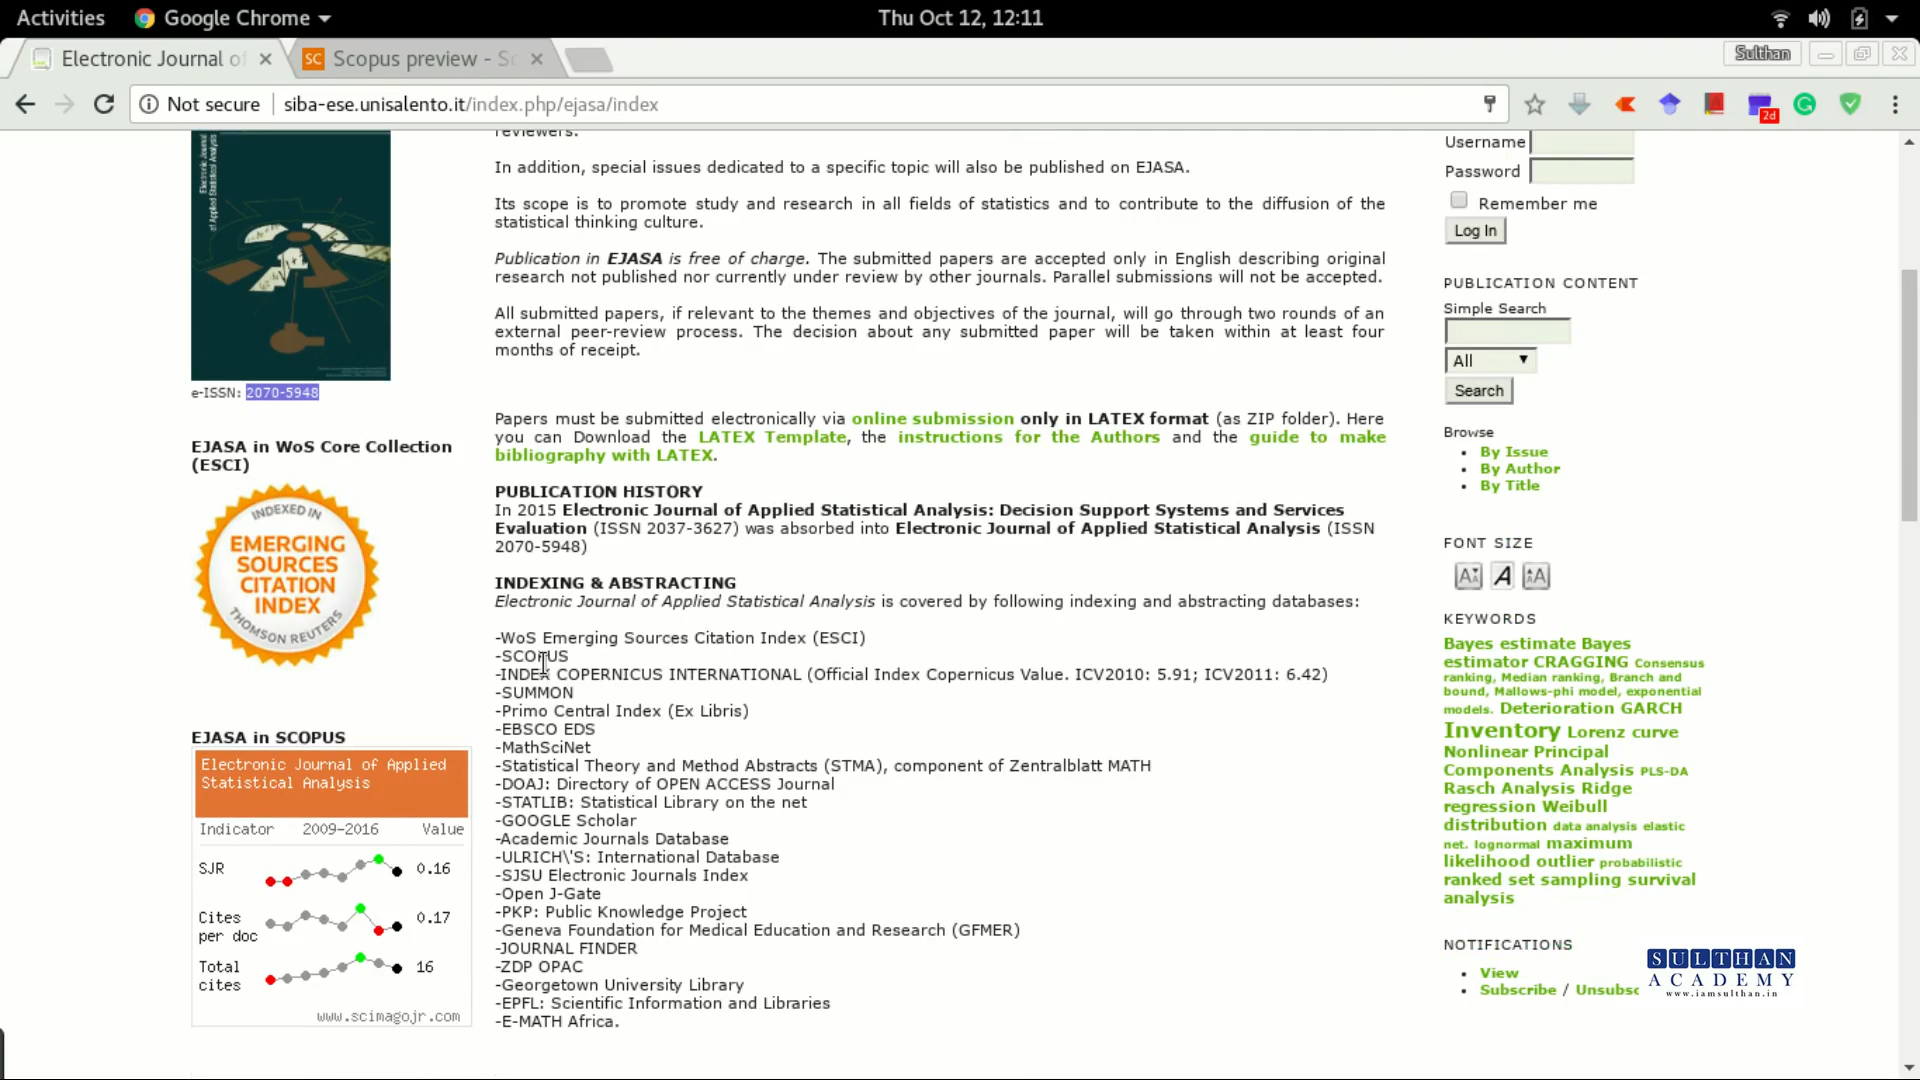 Activities
Google Chrome
Thu Oct 12, 12:11
Electronic Journal of
Scopus preview - Sc
Sulthan
Not secure
siba-ese.unisalento.it/index.php/ejasa/index
2d
Electronic Journal
of Applied Statistical Analysis
e-ISSN: 2070-5948
EJASA in WoS Core Collection
(ESCI)
INDEXED IN
EMERGING
SOURCES
CITATION
INDEX
THOMSON REUTERS
EJASA in SCOPUS
Electronic Journal of Applied
Statistical Analysis
Indicator 2009-2016 Value
SJR 0.16
Cites
per doc 0.17
Total
cites 16
www.scimagojr.com
reviewers.
In addition, special issues dedicated to a specific topic will also be published on EJASA.
Its scope is to promote study and research in all fields of statistics and to contribute to the diffusion of the
statistical thinking culture.
Publication in EJASA is free of charge. The submitted papers are accepted only in English describing original
research not published nor currently under review by other journals. Parallel submissions will not be accepted.
All submitted papers, if relevant to the themes and objectives of the journal, will go through two rounds of an
external peer-review process. The decision about any submitted paper will be taken within at least four
months of receipt.
Papers must be submitted electronically via online submission only in LATEX format (as ZIP folder). Here
you can Download the LATEX Template, the instructions for the Authors and the guide to make
bibliography with LATEX.
PUBLICATION HISTORY
In 2015 Electronic Journal of Applied Statistical Analysis: Decision Support Systems and Services
Evaluation (ISSN 2037-3627) was absorbed into Electronic Journal of Applied Statistical Analysis (ISSN
2070-5948)
INDEXING & ABSTRACTING
Electronic Journal of Applied Statistical Analysis is covered by following indexing and abstracting databases:
-WoS Emerging Sources Citation Index (ESCI)
-SCOPUS
-INDEX COPERNICUS INTERNATIONAL (Official Index Copernicus Value. ICV2010: 5.91; ICV2011: 6.42)
-SUMMON
-Primo Central Index (Ex Libris)
-EBSCO EDS
-MathSciNet
-Statistical Theory and Method Abstracts (STMA), component of Zentralblatt MATH
-DOAJ: Directory of OPEN ACCESS Journal
-STATLIB: Statistical Library on the net
-GOOGLE Scholar
-Academic Journals Database
-ULRICH\'S: International Database
-SJSU Electronic Journals Index
-Open J-Gate
-PKP: Public Knowledge Project
-Geneva Foundation for Medical Education and Research (GFMER)
-JOURNAL FINDER
-ZDP OPAC
-Georgetown University Library
-EPFL: Scientific Information and Libraries
-E-MATH Africa.
Username
Password
Remember me
Log In
PUBLICATION CONTENT
Simple Search
All
Search
Browse
By Issue
By Author
By Title
FONT SIZE
KEYWORDS
Bayes estimate Bayes
estimator CRAGGING Consensus
ranking, Median ranking, Branch and
bound, Mallows-phi model, exponential
models. Deterioration GARCH
Inventory Lorenz curve
Nonlinear Principal
Components Analysis PLS-DA
Rasch Analysis Ridge
regression Weibull
distribution data analysis elastic
net. lognormal maximum
likelihood outlier probabilistic
ranked set sampling survival
analysis
NOTIFICATIONS
View
Subscribe / Unsubsc
SULTHAN
ACADEMY
www.iamsulthan.in